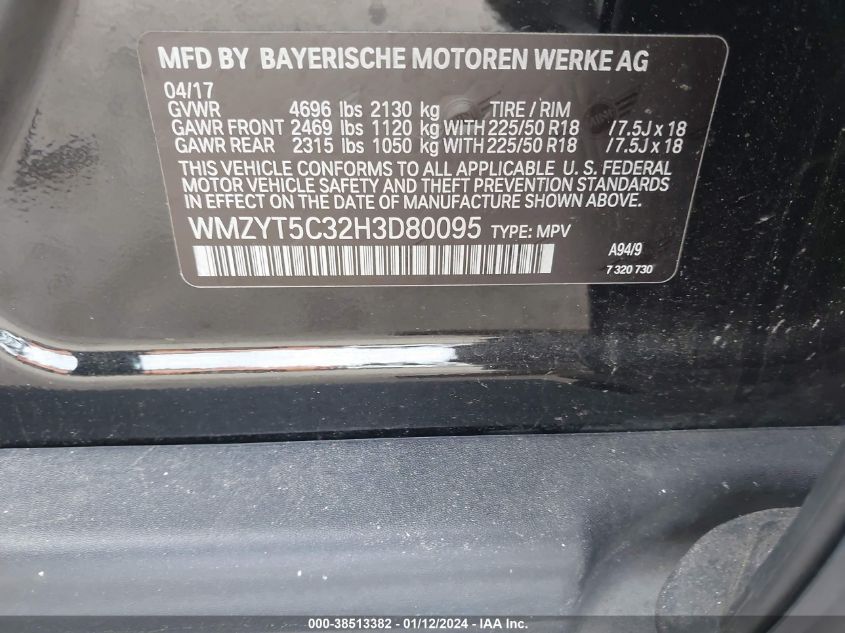 MFD BY BAYERISCHE MOTOREN WERKE AG
04/17
GVWR 4696 lbs 2130 kg TIRE / RIM
GAWR FRONT 2469 lbs 1120 kg WITH 225/50 R18 / 7.5J x 18
GAWR REAR 2315 lbs 1050 kg WITH 225/50 R18 / 7.5J x 18
THIS VEHICLE CONFORMS TO ALL APPLICABLE U. S. FEDERAL
MOTOR VEHICLE SAFETY AND THEFT PREVENTION STANDARDS
IN EFFECT ON THE DATE OF MANUFACTURE SHOWN ABOVE.
WMZYT5C32H3D80095 TYPE: MPV
A94/9
7 320 730
000-38513382 - 01/12/2024 - IAA Inc.